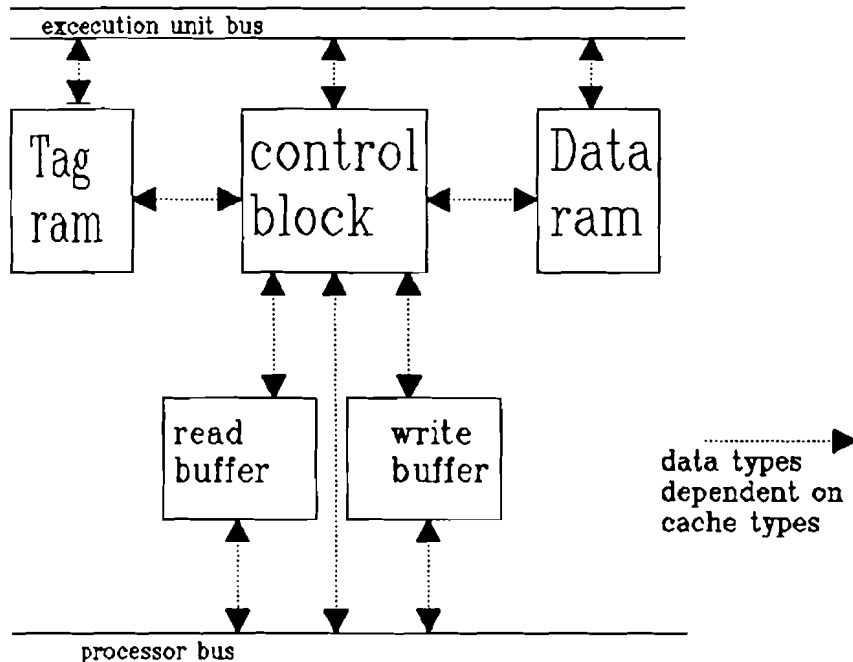 excecution unit bus
Tag
ram
control
block
Data
ram
read
buffer
write
buffer
data types
dependent on
cache types
processor bus